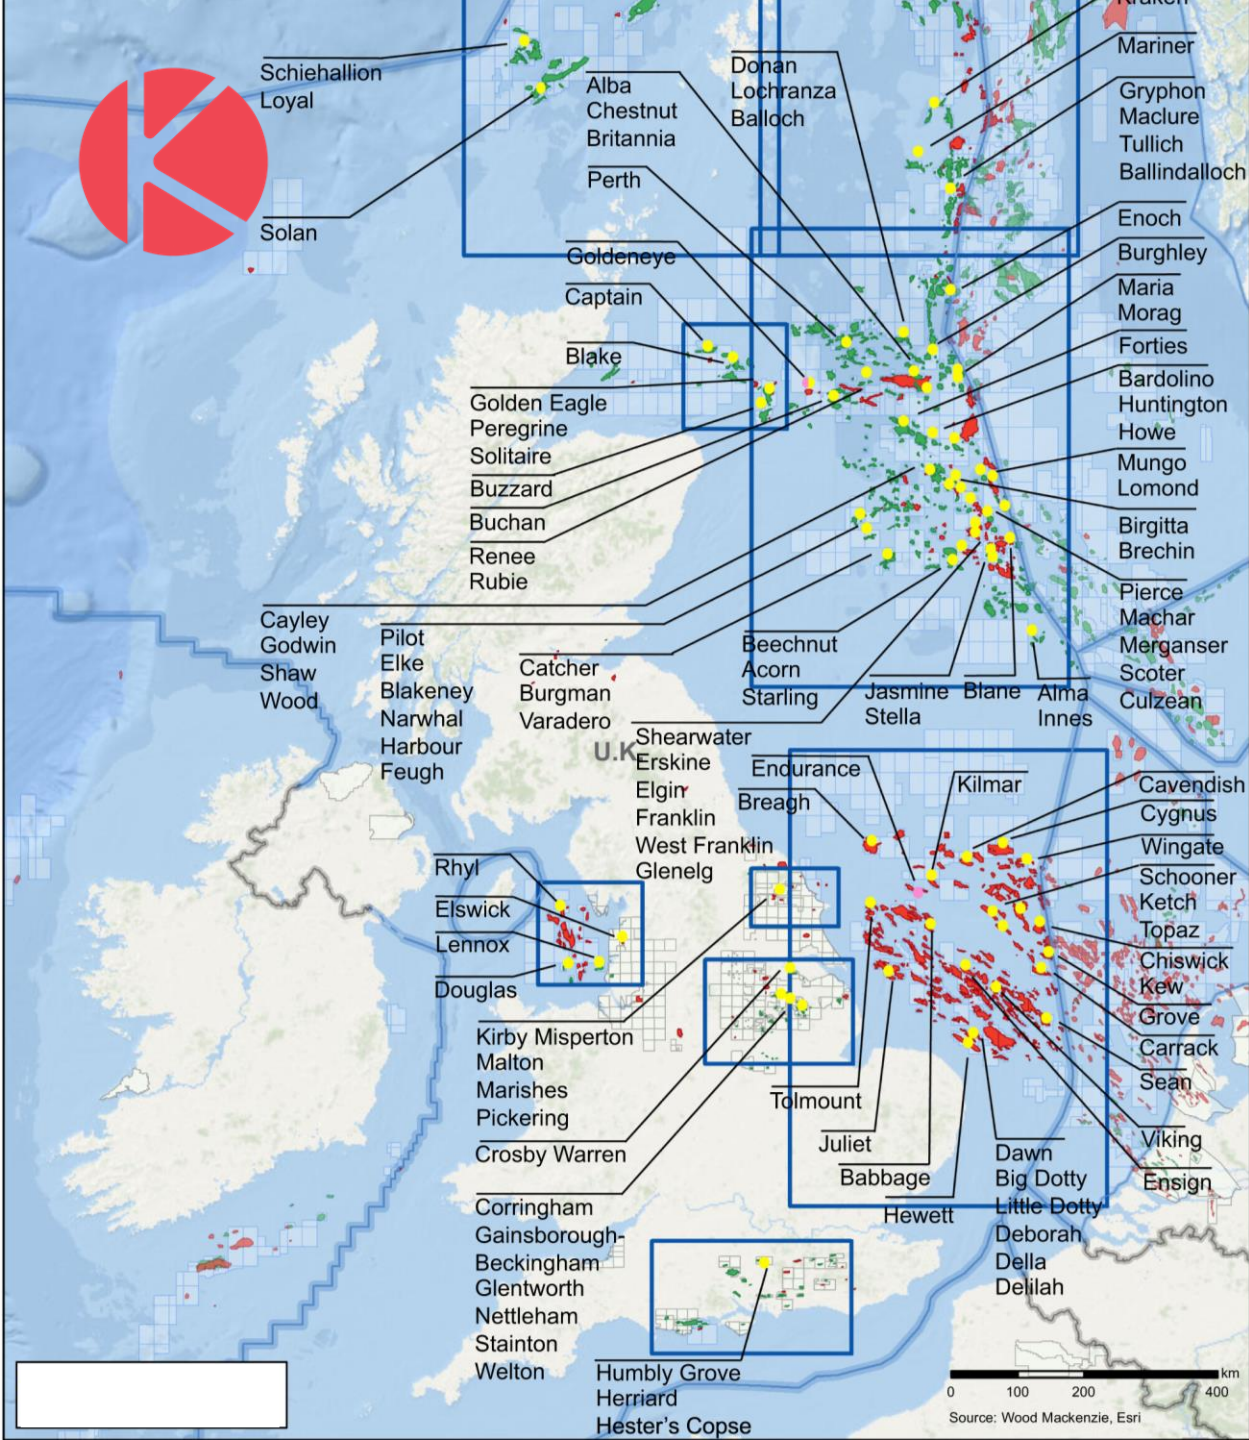 Kraken
Mariner
Schiehallion
Loyal
Solan
Alba
Chestnut
Britannia
Perth
Donan
Lochranza
Balloch
Gryphon
Maclure
Tullich
Ballindalloch
Enoch
Burghley
Goldeneye
Captain
Blake
Maria
Morag
Forties
Golden Eagle
Peregrine
Solitaire
Buzzard
Buchan
Renee
Rubie
Bardolino
Huntington
Howe
Mungo
Lomond
Birgitta
Brechin
Pierce
Machar
Merganser
Scoter
Culzean
Cayley
Godwin
Shaw
Wood
Pilot
Elke
Blakeney
Narwhal
Harbour
Feugh
Catcher
Burgman
Varadero
Beechnut
Acorn
Starling
Jasmine
Stella
Blane
Alma
Innes
U.K
Shearwater
Erskine
Elgin
Franklin
West Franklin
Glenelg
Endurance
Breagh
Kilmar
Cavendish
Cygnus
Wingate
Schooner
Ketch
Topaz
Chiswick
Kew
Grove
Carrack
Sean
Rhyl
Elswick
Lennox
Douglas
Kirby Misperton
Malton
Marishes
Pickering
Crosby Warren
Tolmount
Juliet
Babbage
Hewett
Dawn
Big Dotty
Little Dotty
Deborah
Della
Delilah
Viking
Ensign
Corringham
Gainsborough-
Beckingham
Glentworth
Nettleham
Stainton
Welton
Humbly Grove
Herriard
Hester's Copse
km
0 100 200 400
Source: Wood Mackenzie, Esri